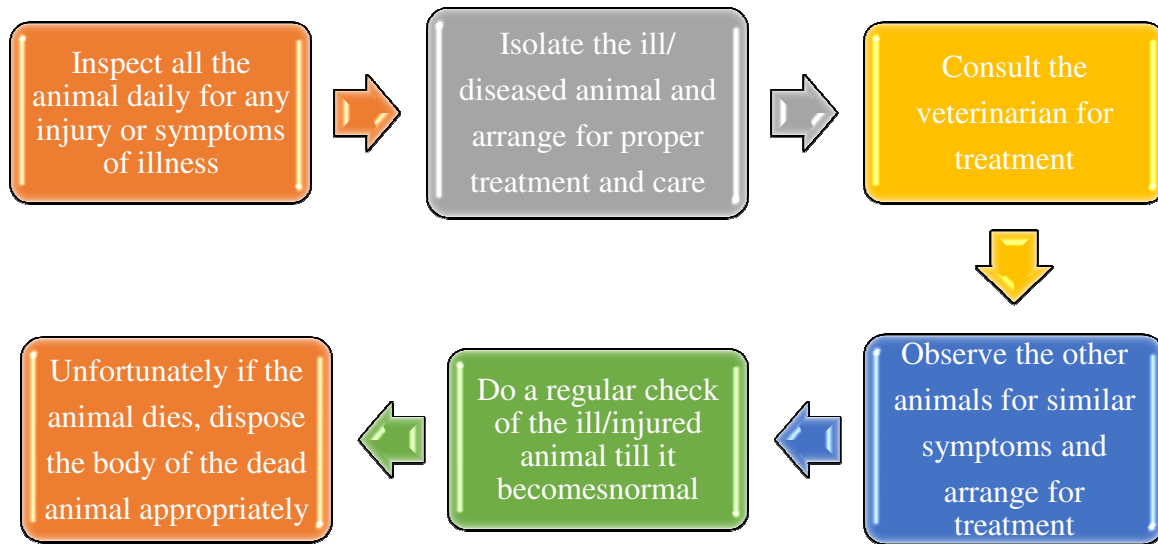 Inspect all the
animal daily for any
injury or symptoms
of illness
Isolate the ill/
diseased animal and
arrange for proper
treatment and care
Consult the
veterinarian for
treatment
Observe the other
animals for similar
symptoms and
arrange for
treatment
Do a regular check
of the ill/injured
animal till it
becomesnormal
Unfortunately if the
animal dies, dispose
the body of the dead
animal appropriately